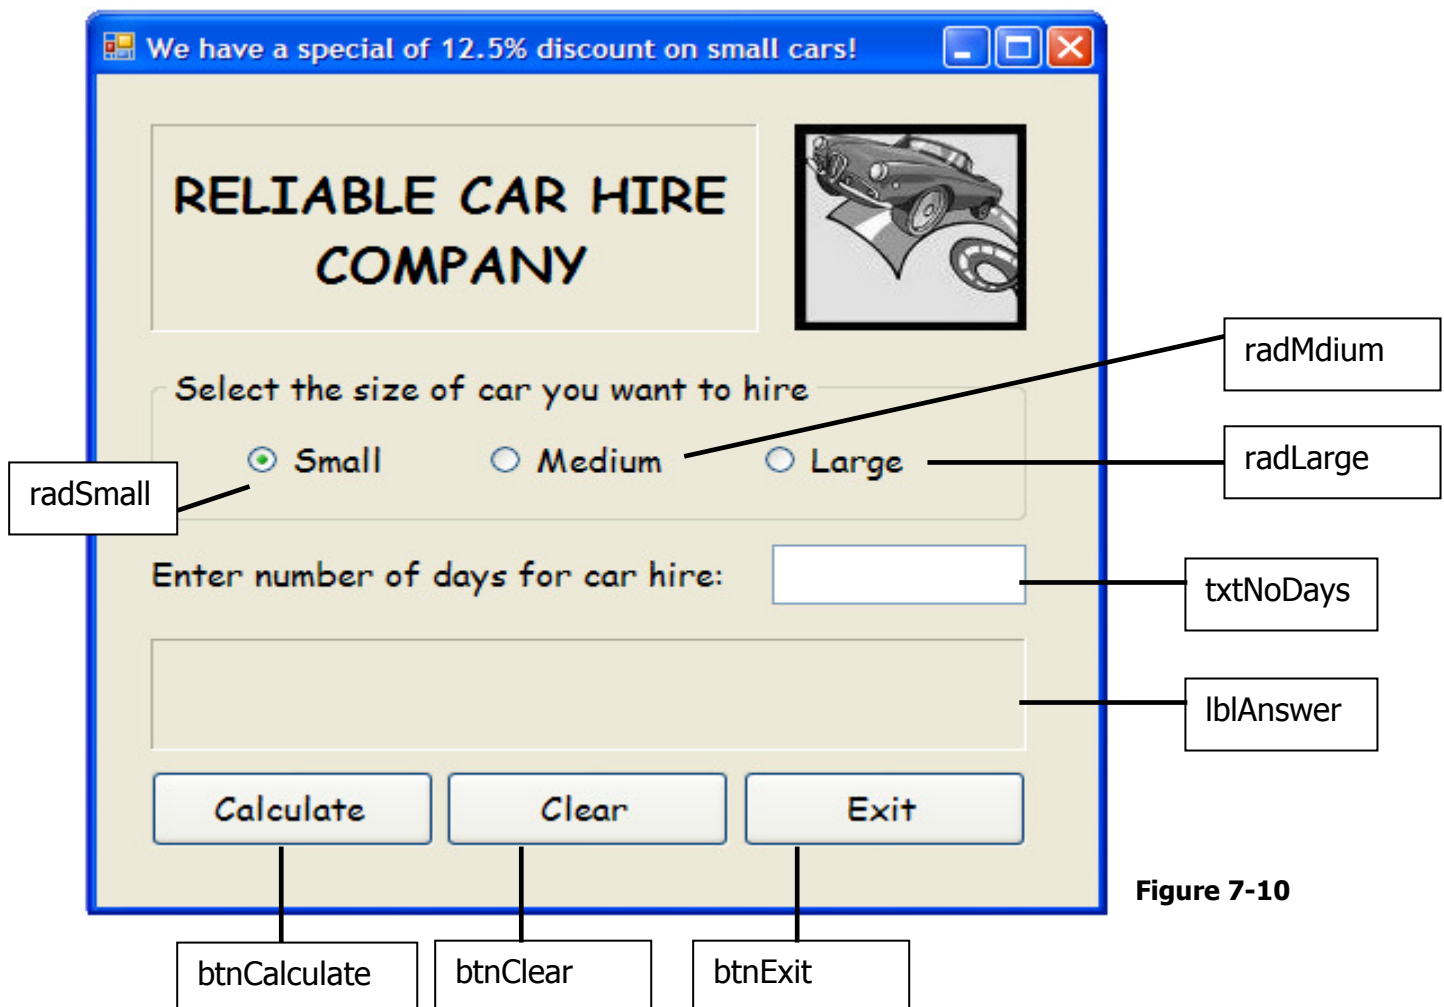 We have a special of 12.5% discount on small cars!
RELIABLE CAR HIRE
COMPANY
radMdium
Select the size of car you want to hire
Small
Medium
Large
radLarge
radSmall
Enter number of days for car hire:
txtNoDays
lblAnswer
Calculate
Clear
Exit
Figure 7-10
btnCalculate
btnClear
btnExit